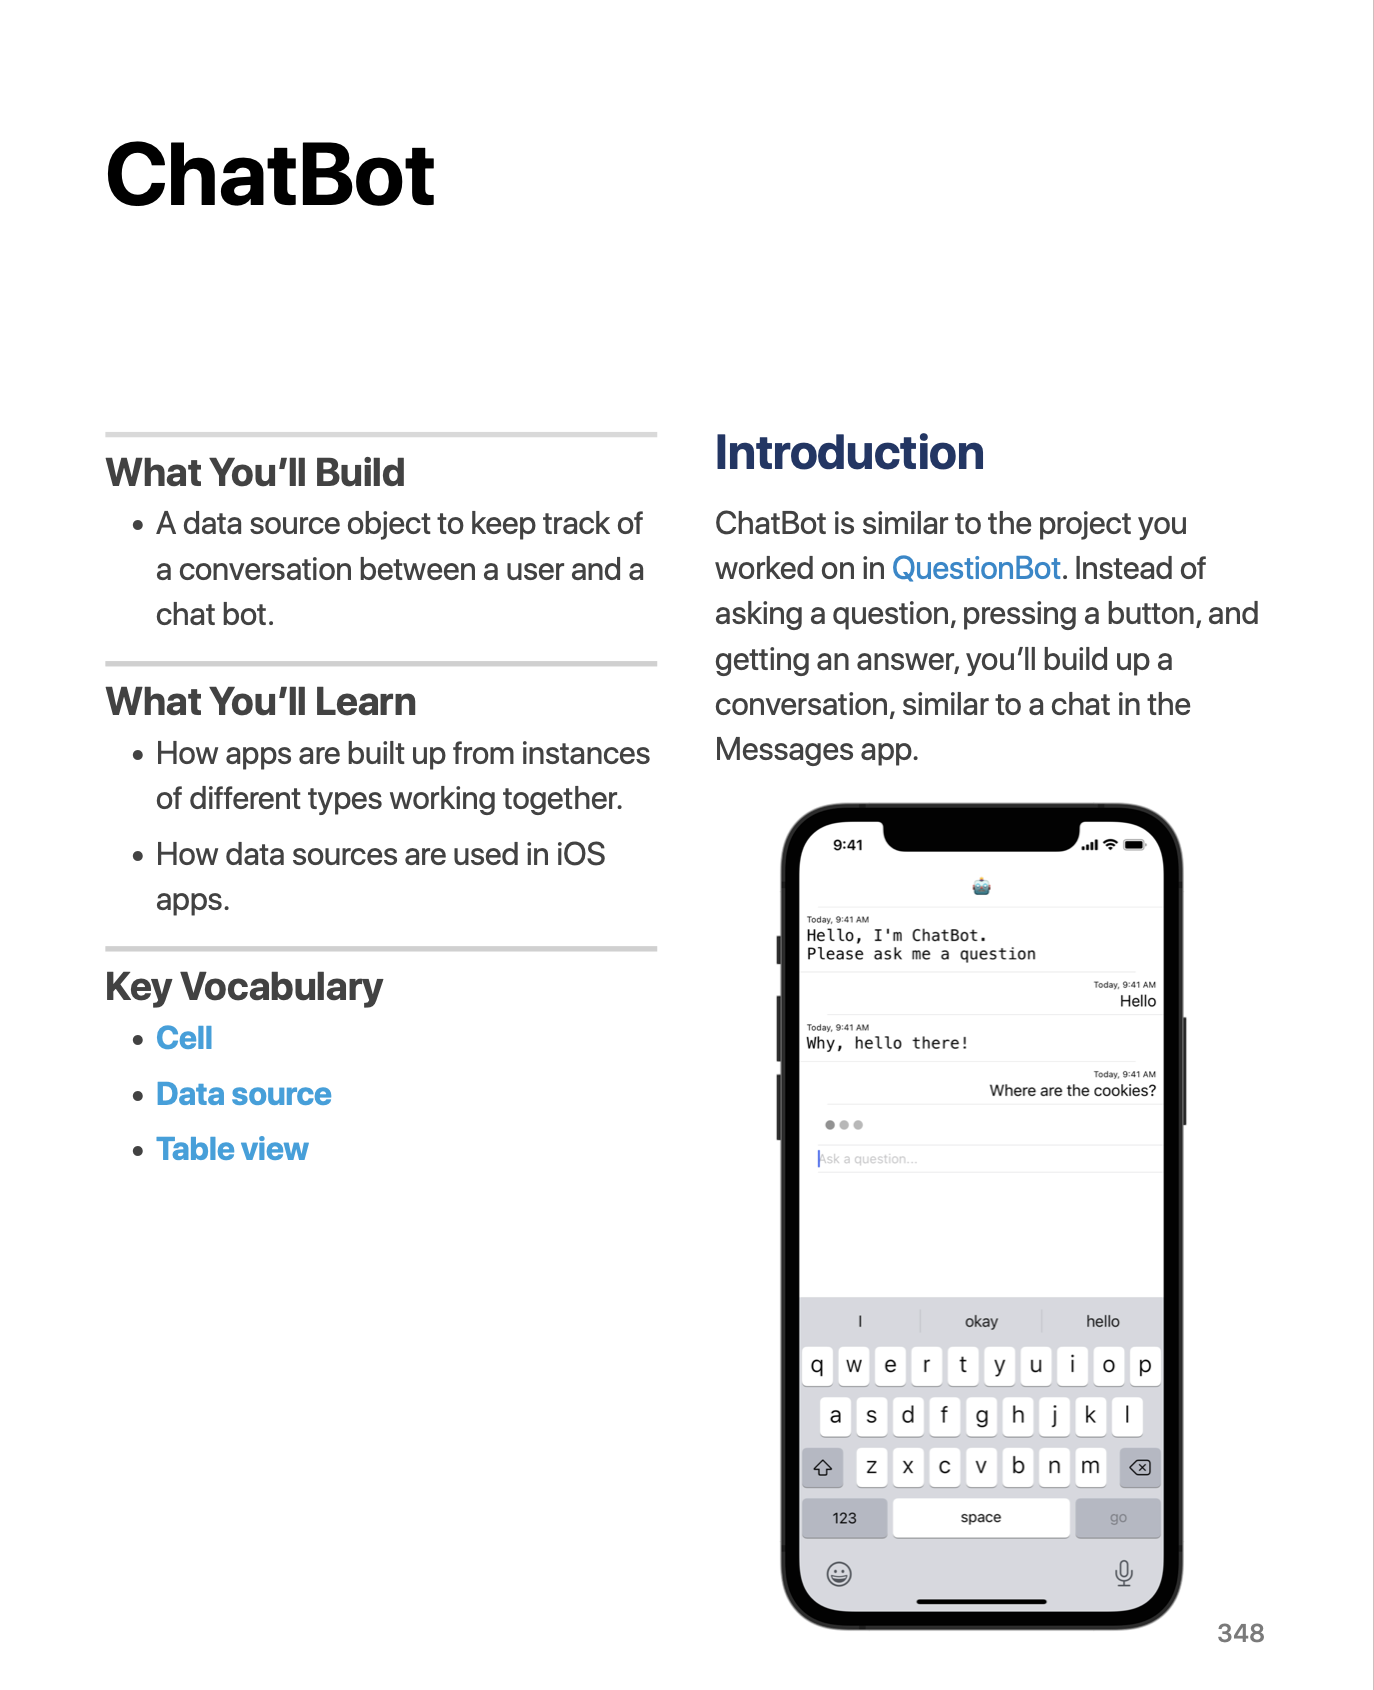 ChatBot
What You’ll Build
• A data source object to keep track of
a conversation between a user and a
chat bot.
What You’ll Learn
• How apps are built up from instances
of different types working together.
• How data sources are used in iOS
apps.
Key Vocabulary
• Cell
• Data source
• Table view
Introduction
ChatBot is similar to the project you
worked on in QuestionBot. Instead of
asking a question, pressing a button, and
getting an answer, you’ll build up a
conversation, similar to a chat in the
Messages app.
9:41
Today, 9:41 AM
Hello, I'm ChatBot.
Please ask me a question
Today, 9:41 AM
Hello
Today, 9:41 AM
Why, hello there!
Today, 9:41 AM
Where are the cookies?
Ask a question...
I okay hello
q w e r t y u i o p
a s d f g h j k l
z x c v b n m
123 space go
348